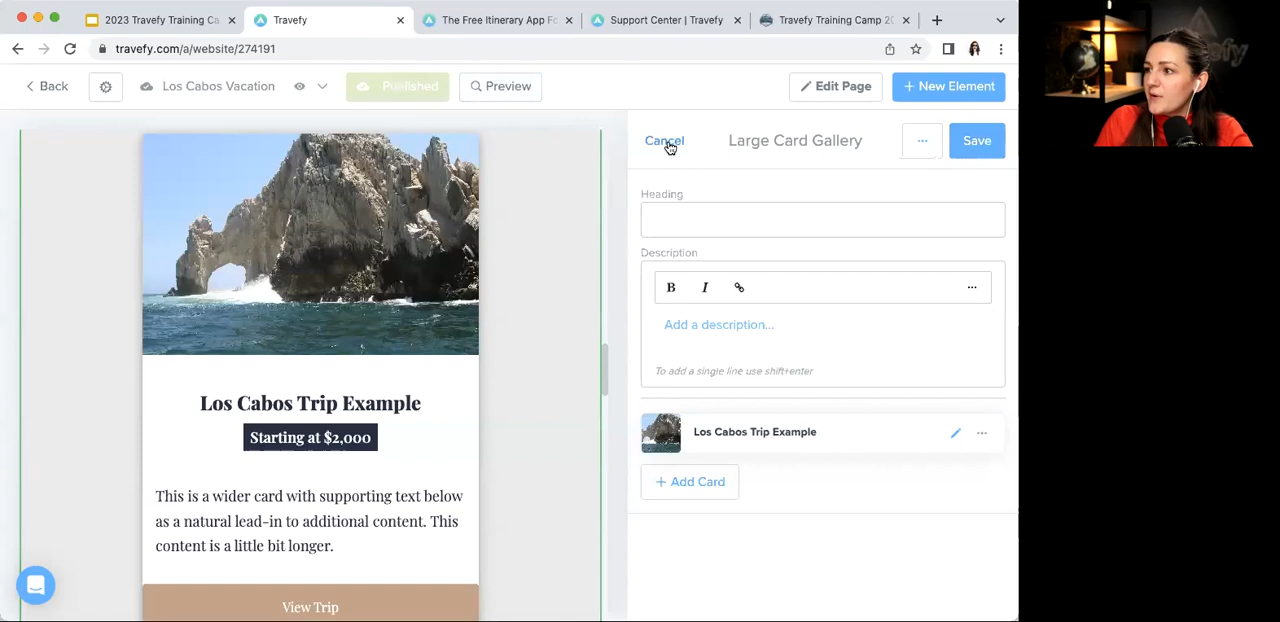 2023 Travefy Training Ca
Travefy
The Free Itinerary App Fo
Support Center | Travefy
Travefy Training Camp 20
travefy.com/a/website/274191
Back
Los Cabos Vacation
Published
Preview
Edit Page
+ New Element
Cancel
Large Card Gallery
...
Save
Heading
Description
B I
...
Add a description...
To add a single line use shift+enter
Los Cabos Trip Example
...
+ Add Card
Los Cabos Trip Example
Starting at $2,000
This is a wider card with supporting text below
as a natural lead-in to additional content. This
content is a little bit longer.
View Trip